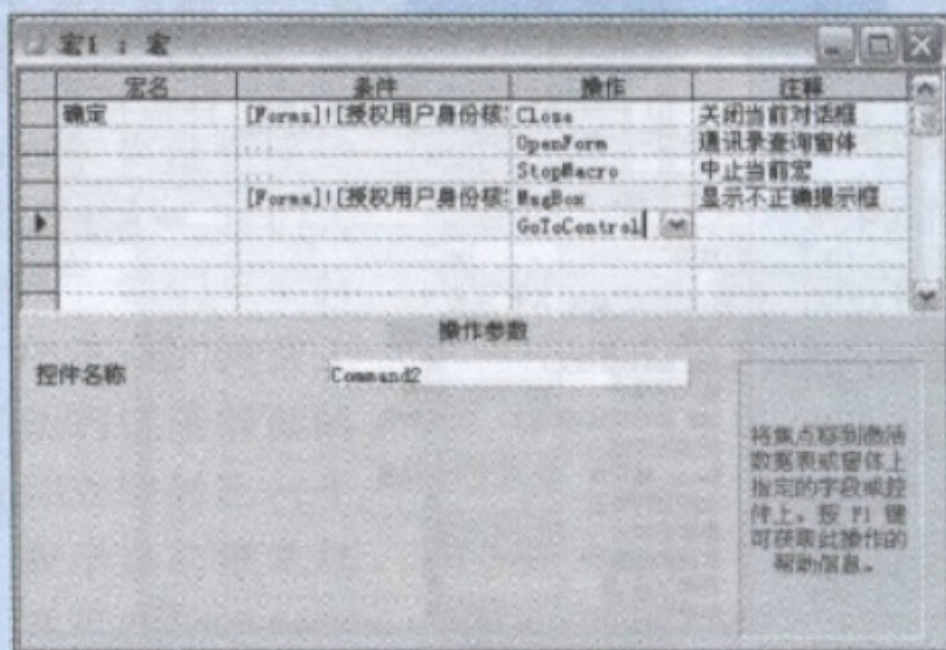 宏1 : 宏
宏名 条件 操作 注释
确定 [Forms]![授权用户身份核 Close 关闭当前对话框
... OpenForm 通讯录查询窗体
... StopMacro 中止当前宏
[Forms]![授权用户身份核 MsgBox 显示不正确提示框
GoToControl
操作参数
控件名称 Command2
将焦点移到激活
数据表或窗体上
指定的字段或控
件上。按 F1 键
可获取此操作的
帮助信息。